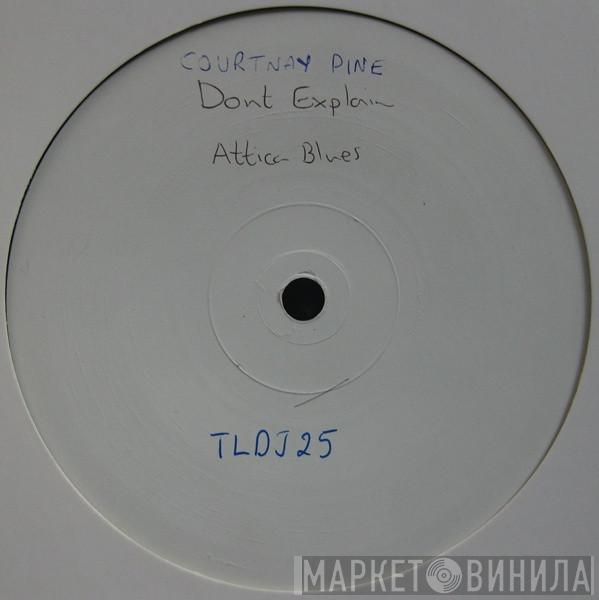 COURTNAY PINE
Dont Explain
Attica Blues
TLDJ25
МАРКЕТ ВИНИЛА